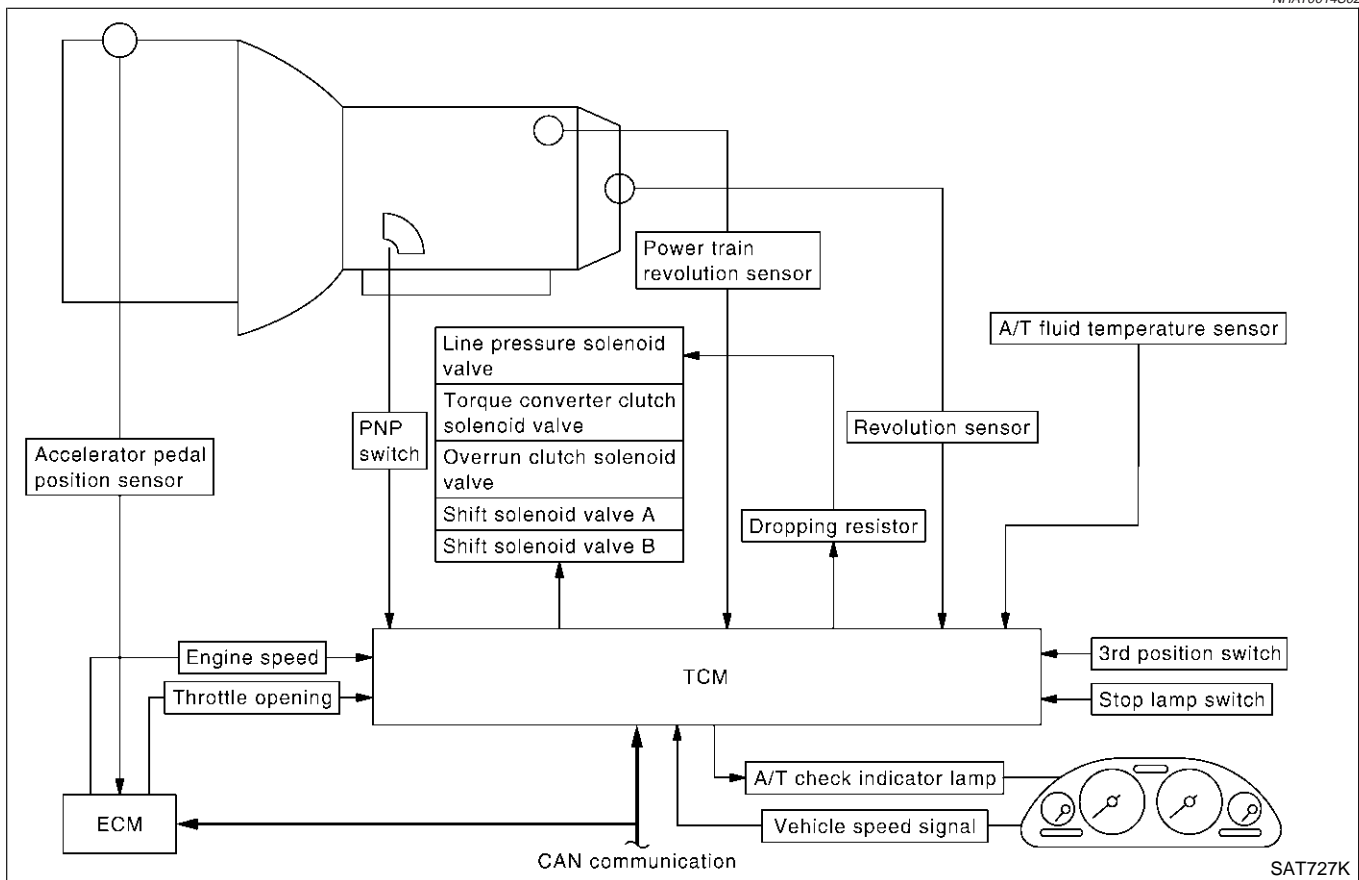 Power train
revolution sensor
A/T fluid temperature sensor
Line pressure solenoid
valve
Torque converter clutch
solenoid valve
Overrun clutch solenoid
valve
Shift solenoid valve A
Shift solenoid valve B
PNP
switch
Revolution sensor
Accelerator pedal
position sensor
Dropping resistor
Engine speed
Throttle opening
TCM
3rd position switch
Stop lamp switch
A/T check indicator lamp
Vehicle speed signal
ECM
CAN communication
SAT727K